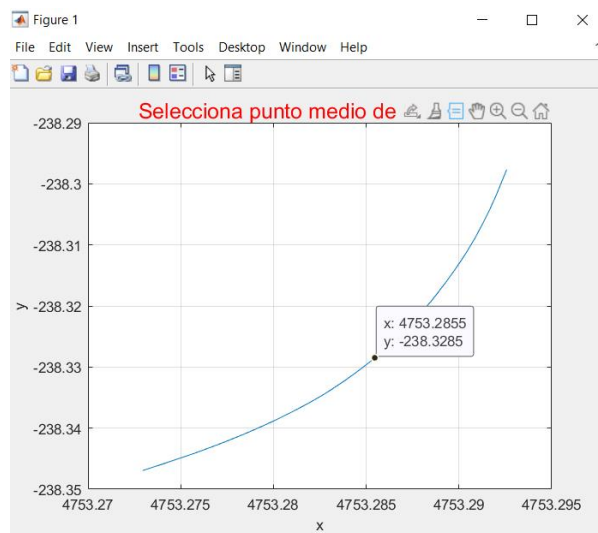 Figure 1
File Edit View Insert Tools Desktop Window Help
Selecciona punto medio de
-238.29
-238.3
-238.31
-238.32
-238.33
-238.34
-238.35
y
x: 4753.2855
y: -238.3285
4753.27 4753.275 4753.28 4753.285 4753.29 4753.295
x